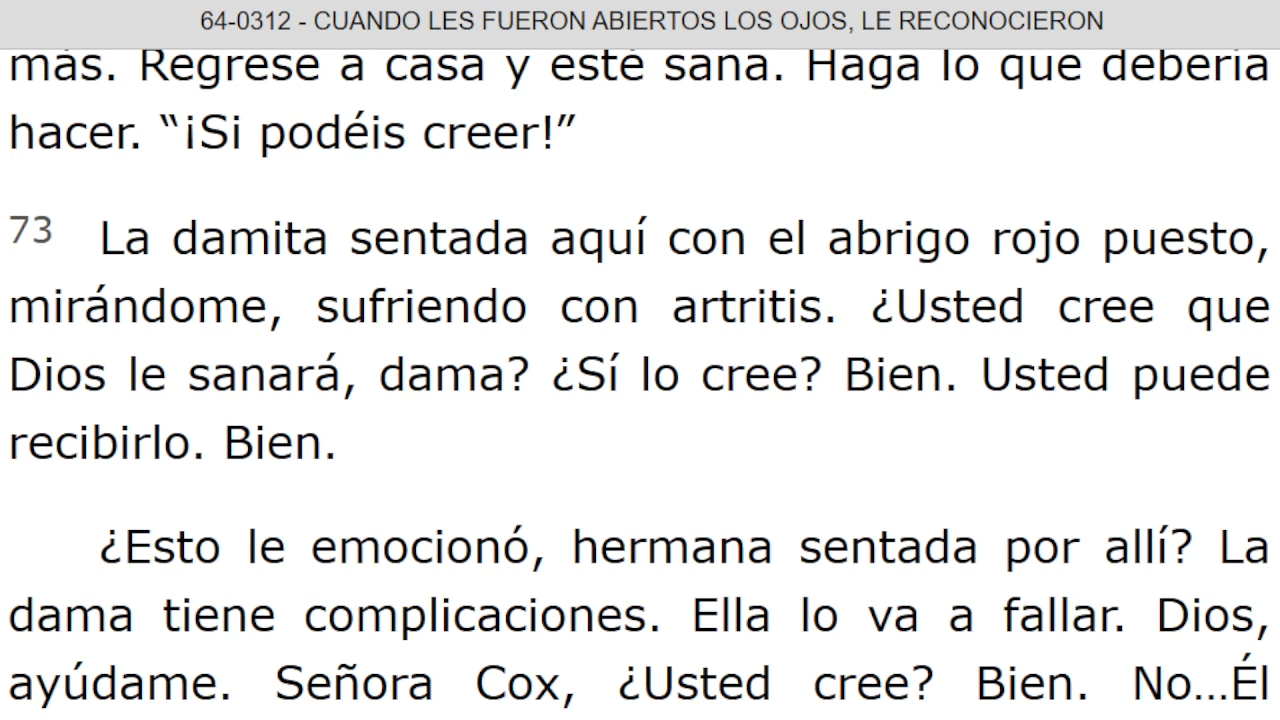 64-0312 - CUANDO LES FUERON ABIERTOS LOS OJOS, LE RECONOCIERON
más. Regrese a casa y esté sana. Haga lo que debería
hacer. “¡Si podéis creer!”
73 La damita sentada aquí con el abrigo rojo puesto,
mirándome, sufriendo con artritis. ¿Usted cree que
Dios le sanará, dama? ¿Sí lo cree? Bien. Usted puede
recibirlo. Bien.
¿Esto le emocionó, hermana sentada por allí? La
dama tiene complicaciones. Ella lo va a fallar. Dios,
ayúdame. Señora Cox, ¿Usted cree? Bien. No...Él